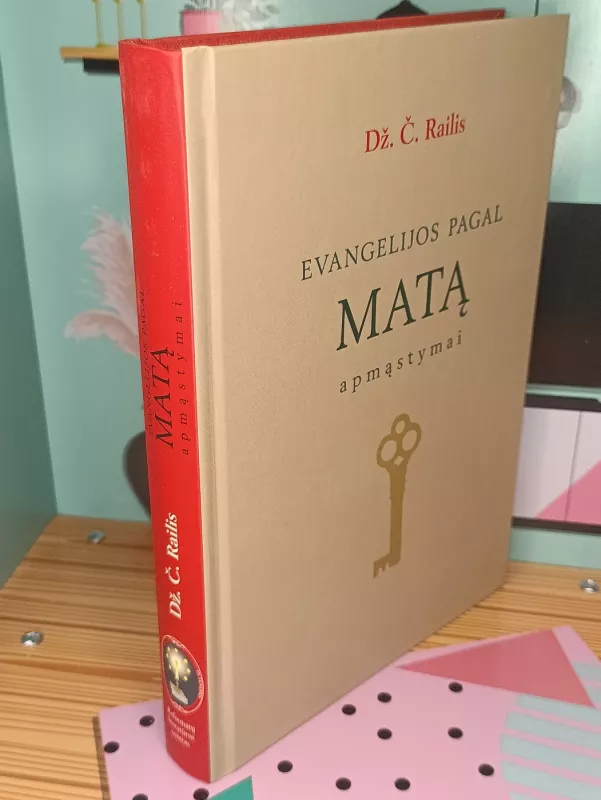 Dž. Č. Railis
EVANGELIJOS PAGAL
MATĄ
apmąstymai
EVANGELIJOS PAGAL
MATĄ
apmąstymai
Dž. Č. Railis